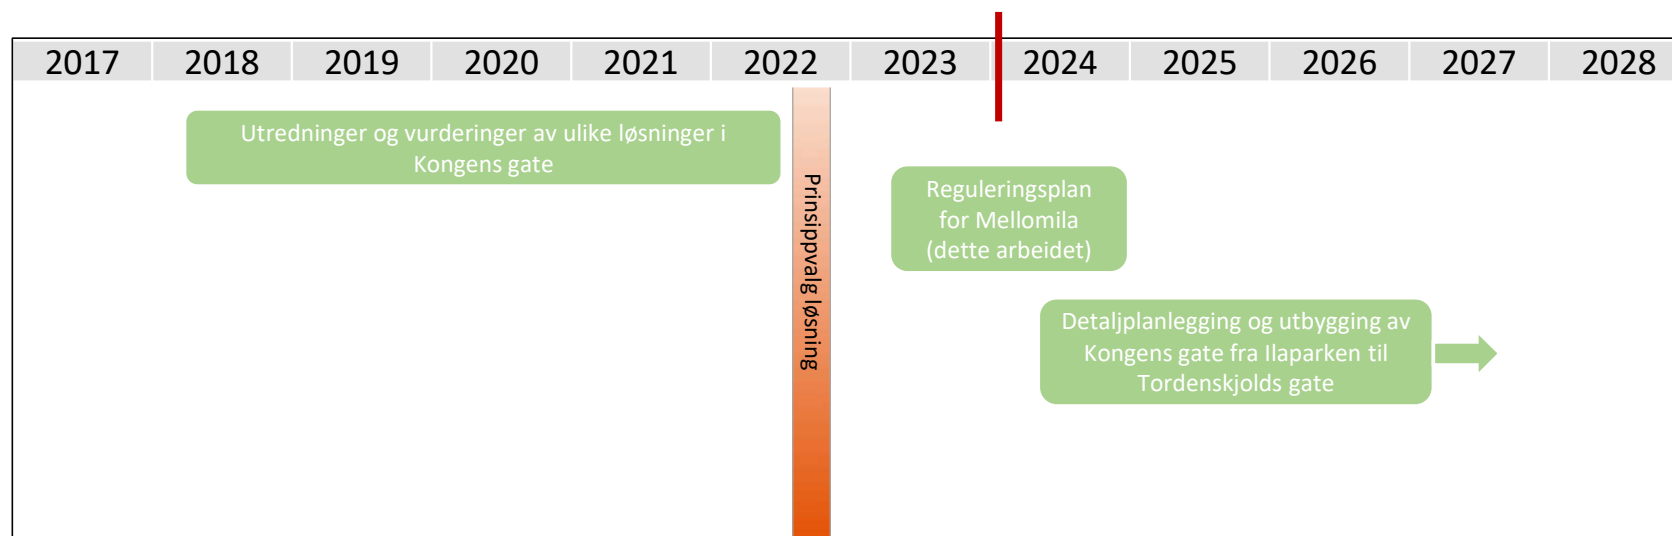 2017 2018 2019 2020 2021 2022 2023 2024 2025 2026 2027 2028
Utredninger og vurderinger av ulike løsninger i
Kongens gate
Prinsippvalg løsning
Reguleringsplan
for Mellomila
(dette arbeidet)
Detaljplanlegging og utbygging av
Kongens gate fra Ilaparken til
Tordenskjolds gate